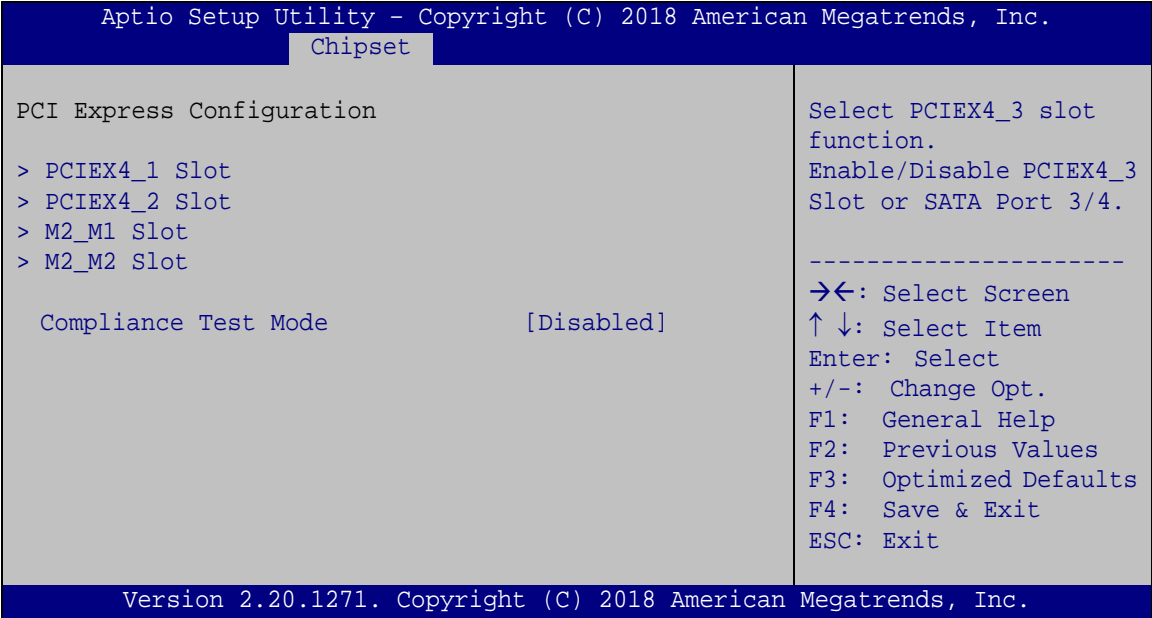 Aptio Setup Utility – Copyright (C) 2018 American Megatrends, Inc.
Chipset
PCI Express Configuration
> PCIEX4_1 Slot
> PCIEX4_2 Slot
> M2_M1 Slot
> M2_M2 Slot
Compliance Test Mode [Disabled]
Select PCIEX4_3 slot
function.
Enable/Disable PCIEX4_3
Slot or SATA Port 3/4.
----------------------
→←: Select Screen
↑ ↓: Select Item
Enter: Select
+/-: Change Opt.
F1: General Help
F2: Previous Values
F3: Optimized Defaults
F4: Save & Exit
ESC: Exit
Version 2.20.1271. Copyright (C) 2018 American Megatrends, Inc.